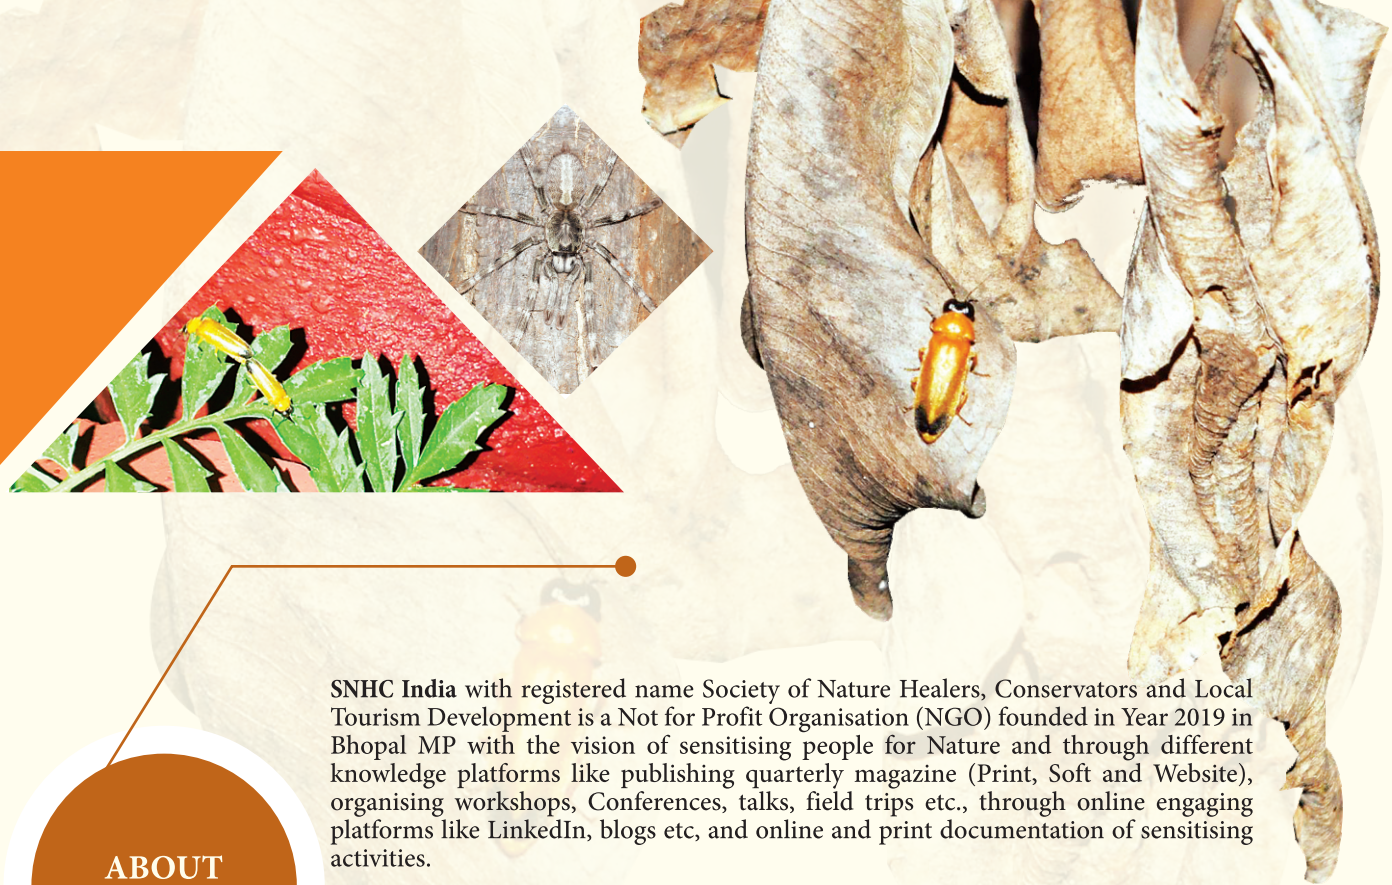 SNHC India with registered name Society of Nature Healers, Conservators and Local
Tourism Development is a Not for Profit Organisation (NGO) founded in Year 2019 in
Bhopal MP with the vision of sensitising people for Nature and through different
knowledge platforms like publishing quarterly magazine (Print, Soft and Website),
organising workshops, Conferences, talks, field trips etc., through online engaging
platforms like LinkedIn, blogs etc, and online and print documentation of sensitising
activities.
ABOUT